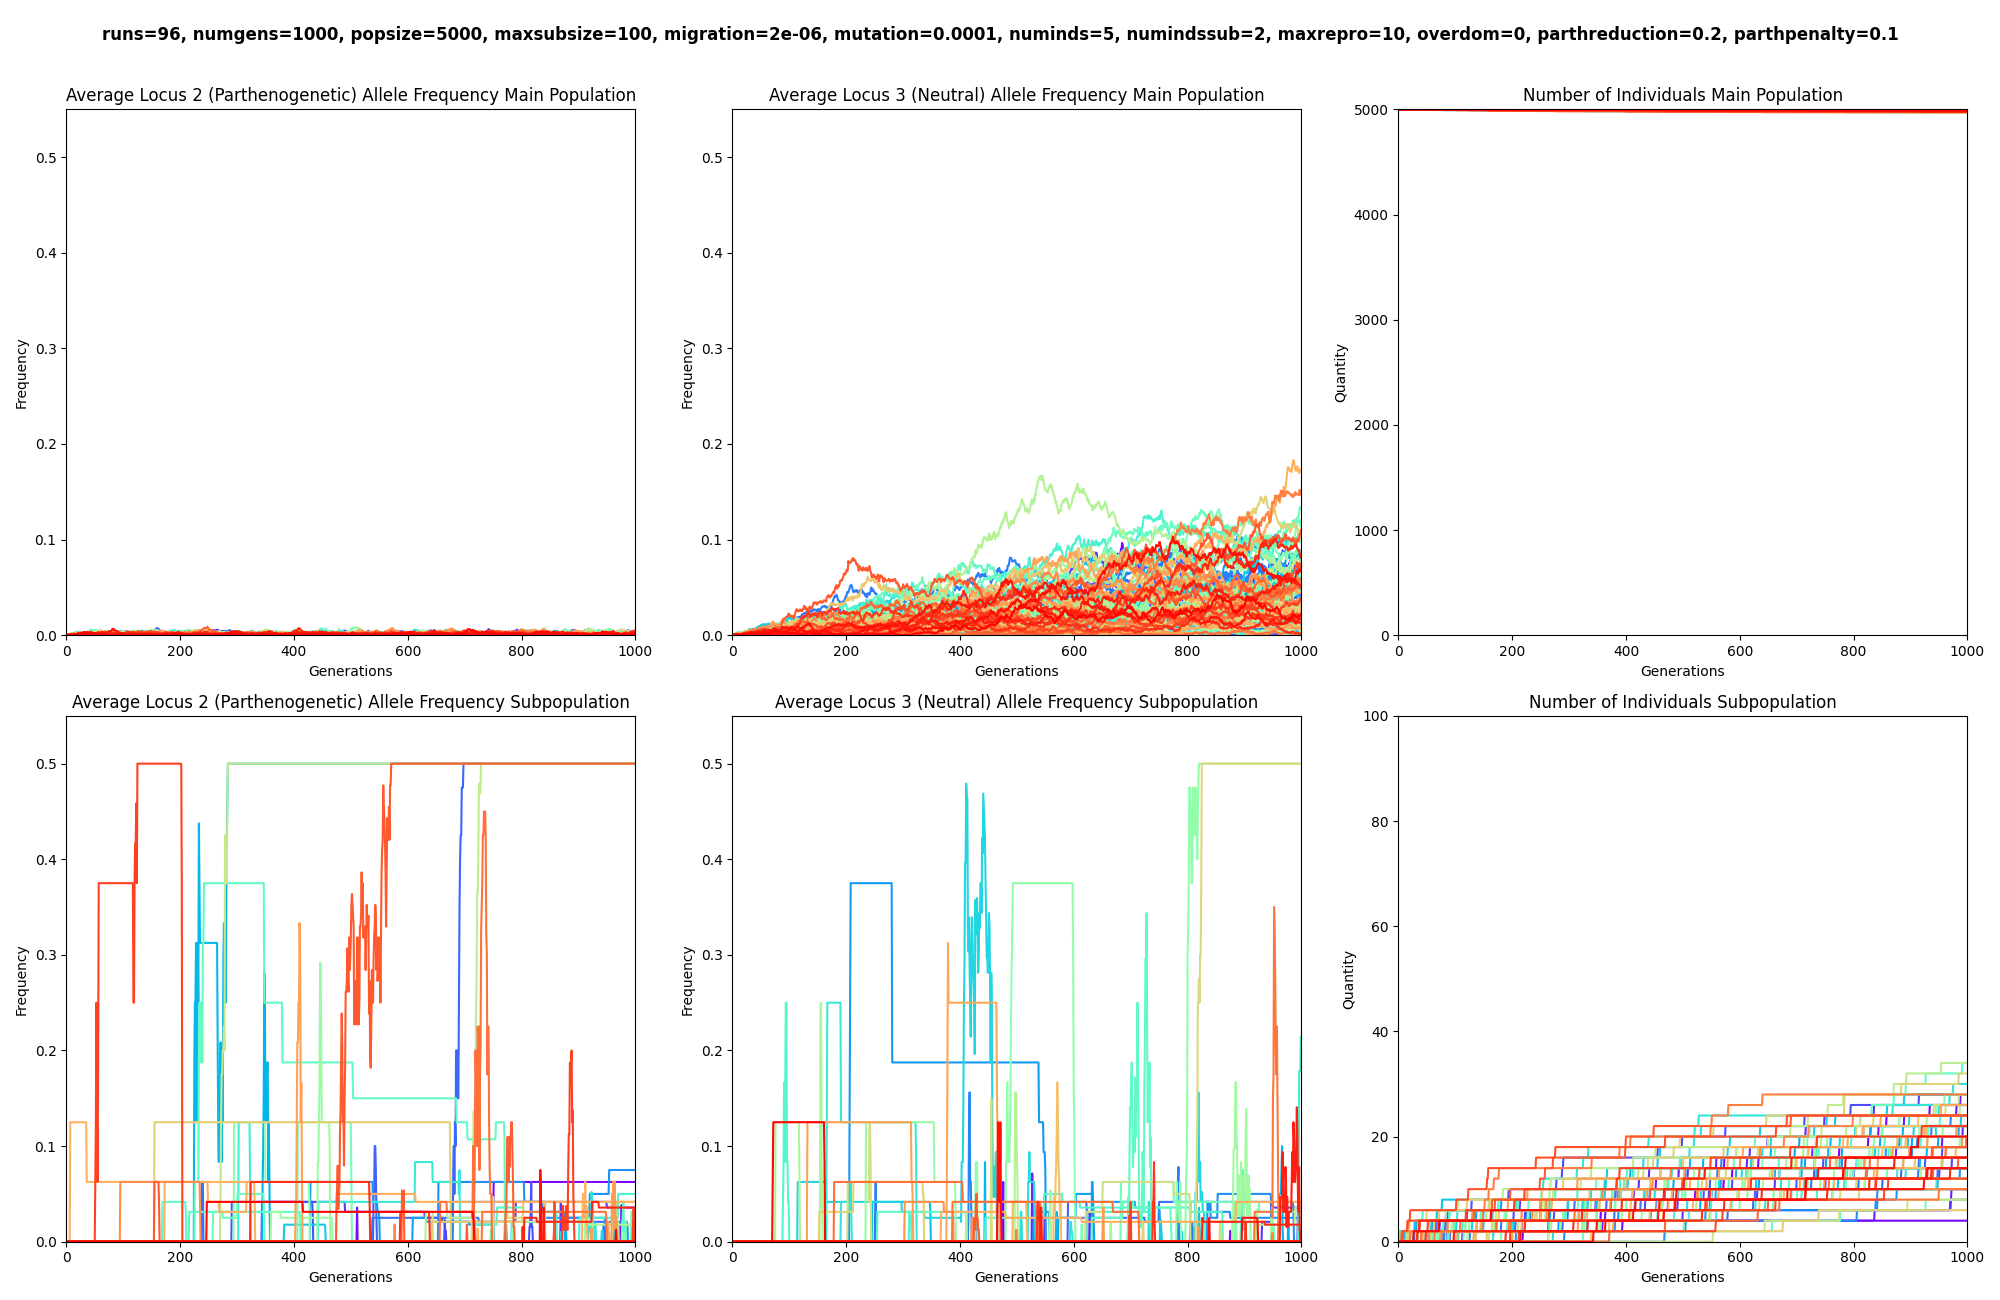 runs=96, numgens=1000, popsize=5000, maxsubsize=100, migration=2e-06, mutation=0.0001, numinds=5, numindssub=2, maxrepro=10, overdom=0, parthreduction=0.2, parthpenalty=0.1
Average Locus 2 (Parthenogenetic) Allele Frequency Main Population
0.5
0.4
0.3
0.2
0.1
0.0
Frequency
0 200 400 600 800 1000
Generations
Average Locus 3 (Neutral) Allele Frequency Main Population
0.5
0.4
0.3
0.2
0.1
0.0
Frequency
0 200 400 600 800 1000
Generations
Number of Individuals Main Population
5000
4000
3000
2000
1000
0
Quantity
0 200 400 600 800 1000
Generations
Average Locus 2 (Parthenogenetic) Allele Frequency Subpopulation
0.5
0.4
0.3
0.2
0.1
0.0
Frequency
0 200 400 600 800 1000
Generations
Average Locus 3 (Neutral) Allele Frequency Subpopulation
0.5
0.4
0.3
0.2
0.1
0.0
Frequency
0 200 400 600 800 1000
Generations
Number of Individuals Subpopulation
100
80
60
40
20
0
Quantity
0 200 400 600 800 1000
Generations